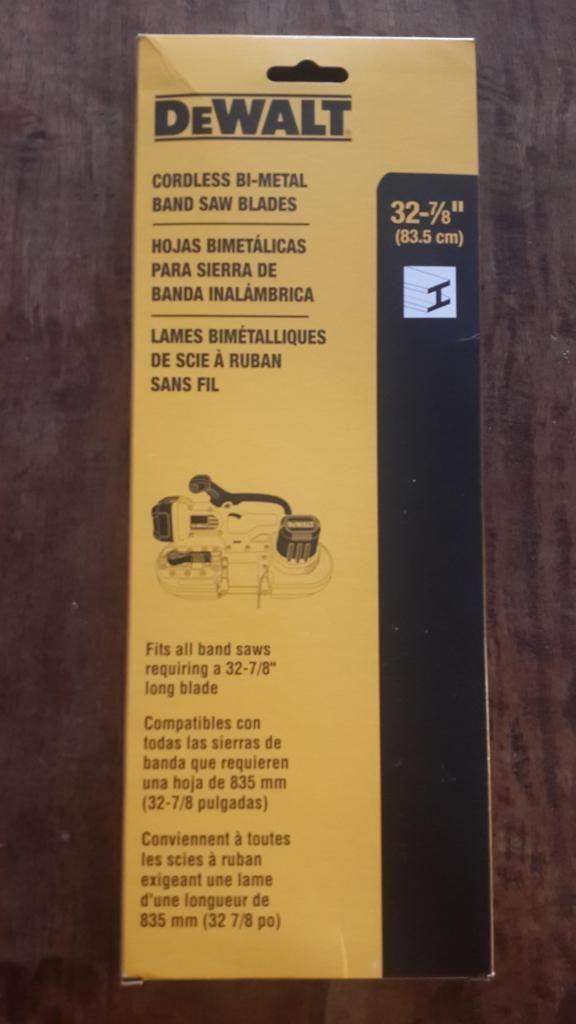 DEWALT
CORDLESS BI-METAL
BAND SAW BLADES
HOJAS BIMETÁLICAS
PARA SIERRA DE
BANDA INALÁMBRICA
LAMES BIMÉTALLIQUES
DE SCIE À RUBAN
SANS FIL
32-⅞"
(83.5 cm)
DEWALT
Fits all band saws
requiring a 32-7/8"
long blade
Compatibles con
todas las sierras de
banda que requieren
una hoja de 835 mm
(32-7/8 pulgadas)
Conviennent à toutes
les scies à ruban
exigeant une lame
d'une longueur de
835 mm (32 7/8 po)